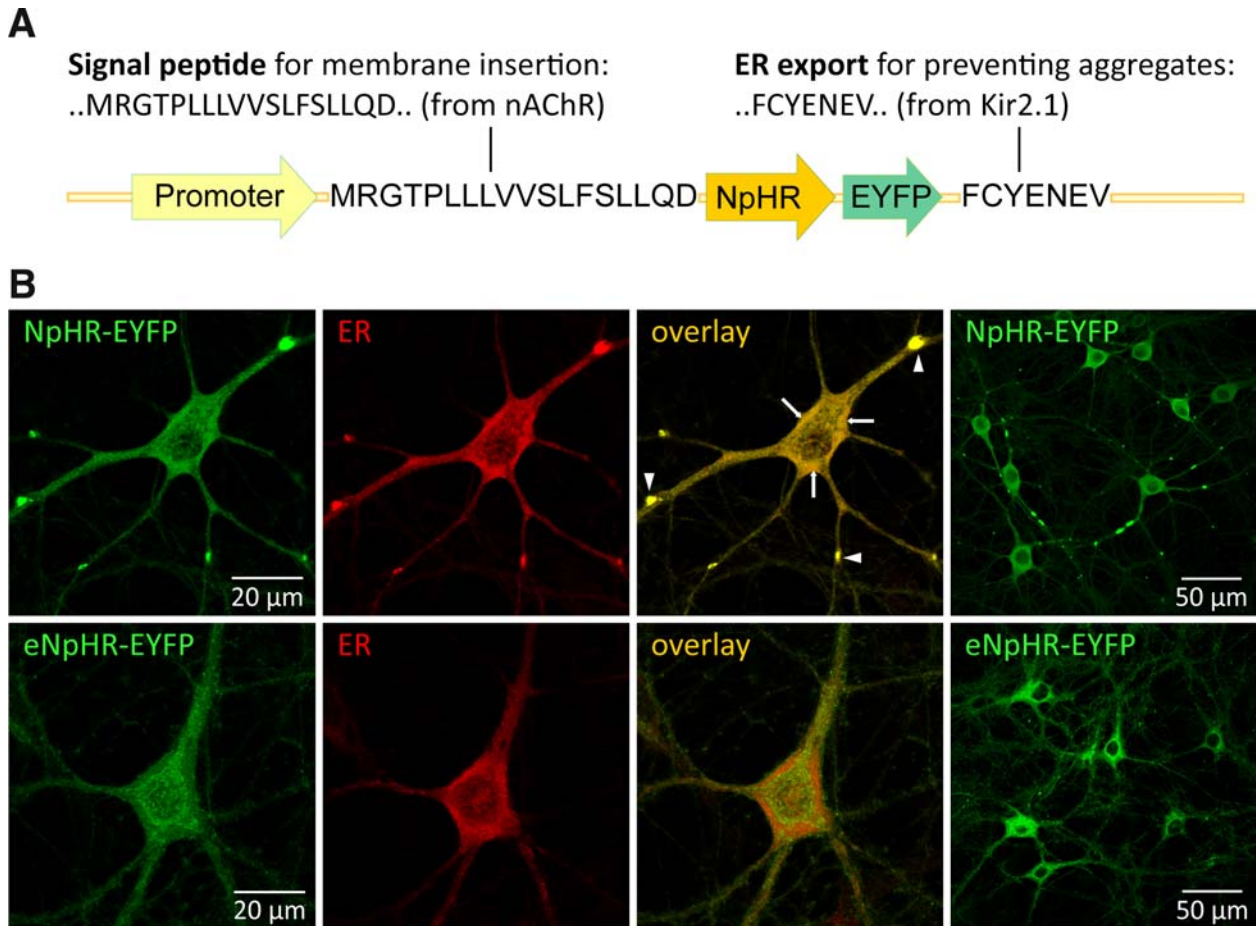 A
Signal peptide for membrane insertion:
..MRGTPLLLVVSLFSLLQD.. (from nAChR)
ER export for preventing aggregates:
..FCYENEV.. (from Kir2.1)
Promoter MRGTPLLLVVSLFSLLQD NpHR EYFP FCYENEV
B
NpHR-EYFP ER overlay NpHR-EYFP
20 µm 50 µm
eNpHR-EYFP ER overlay eNpHR-EYFP
20 µm 50 µm